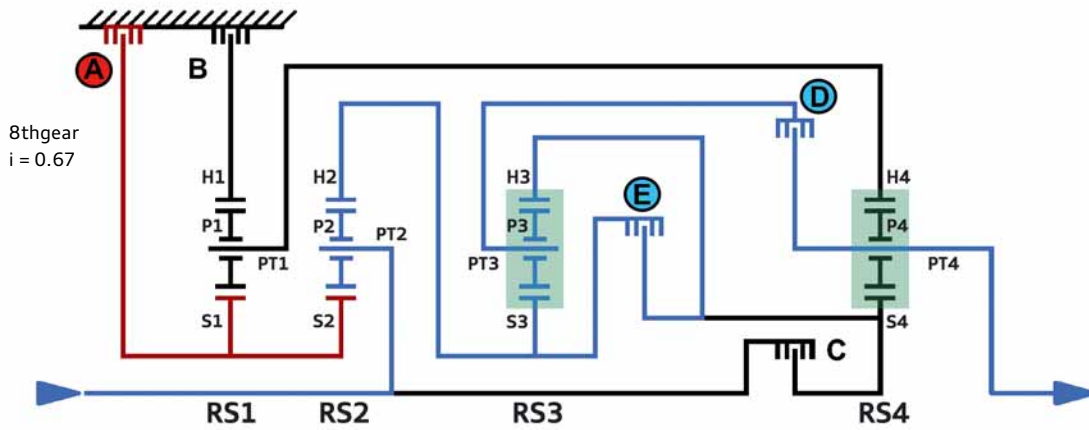 A
B
D
8thgear
i = 0.67
H1
H2
H3
E
H4
P1
P2
PT2
P3
P4
PT1
PT3
PT4
S1
S2
S3
S4
C
RS1
RS2
RS3
RS4